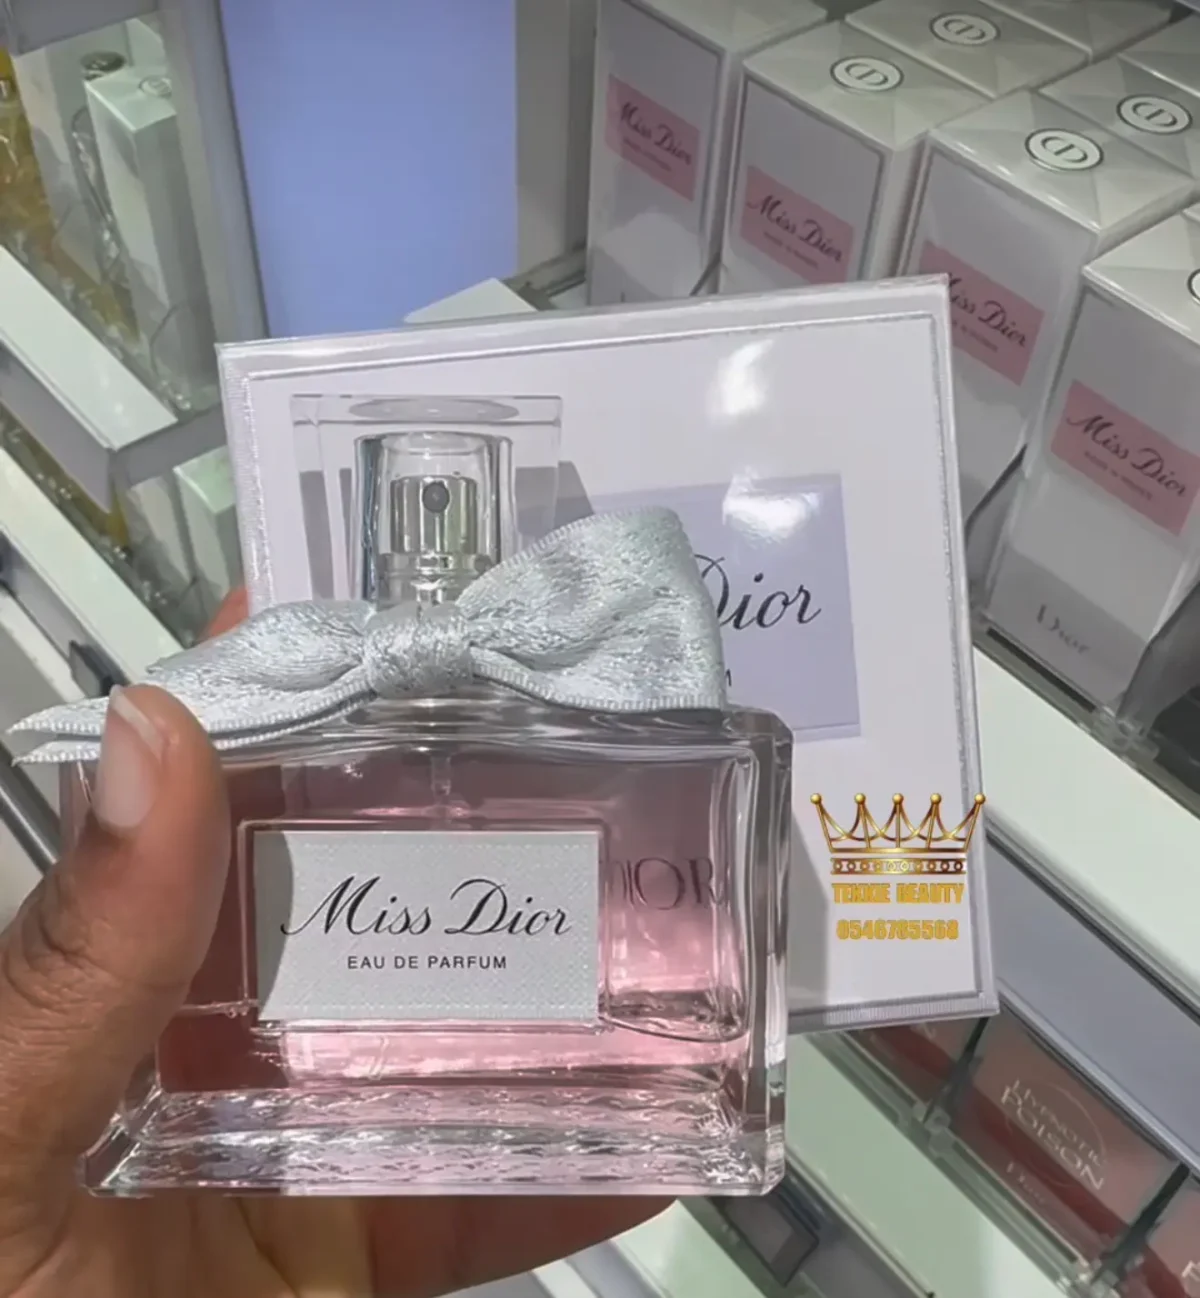 Miss Dior
Miss Dior
Miss Dior
Miss Dior
Dior
Dior
Miss Dior
EAU DE PARFUM
DIOR
TEKKIE BEAUTY
0546785568
HYPNOTIC
POISON
Dior